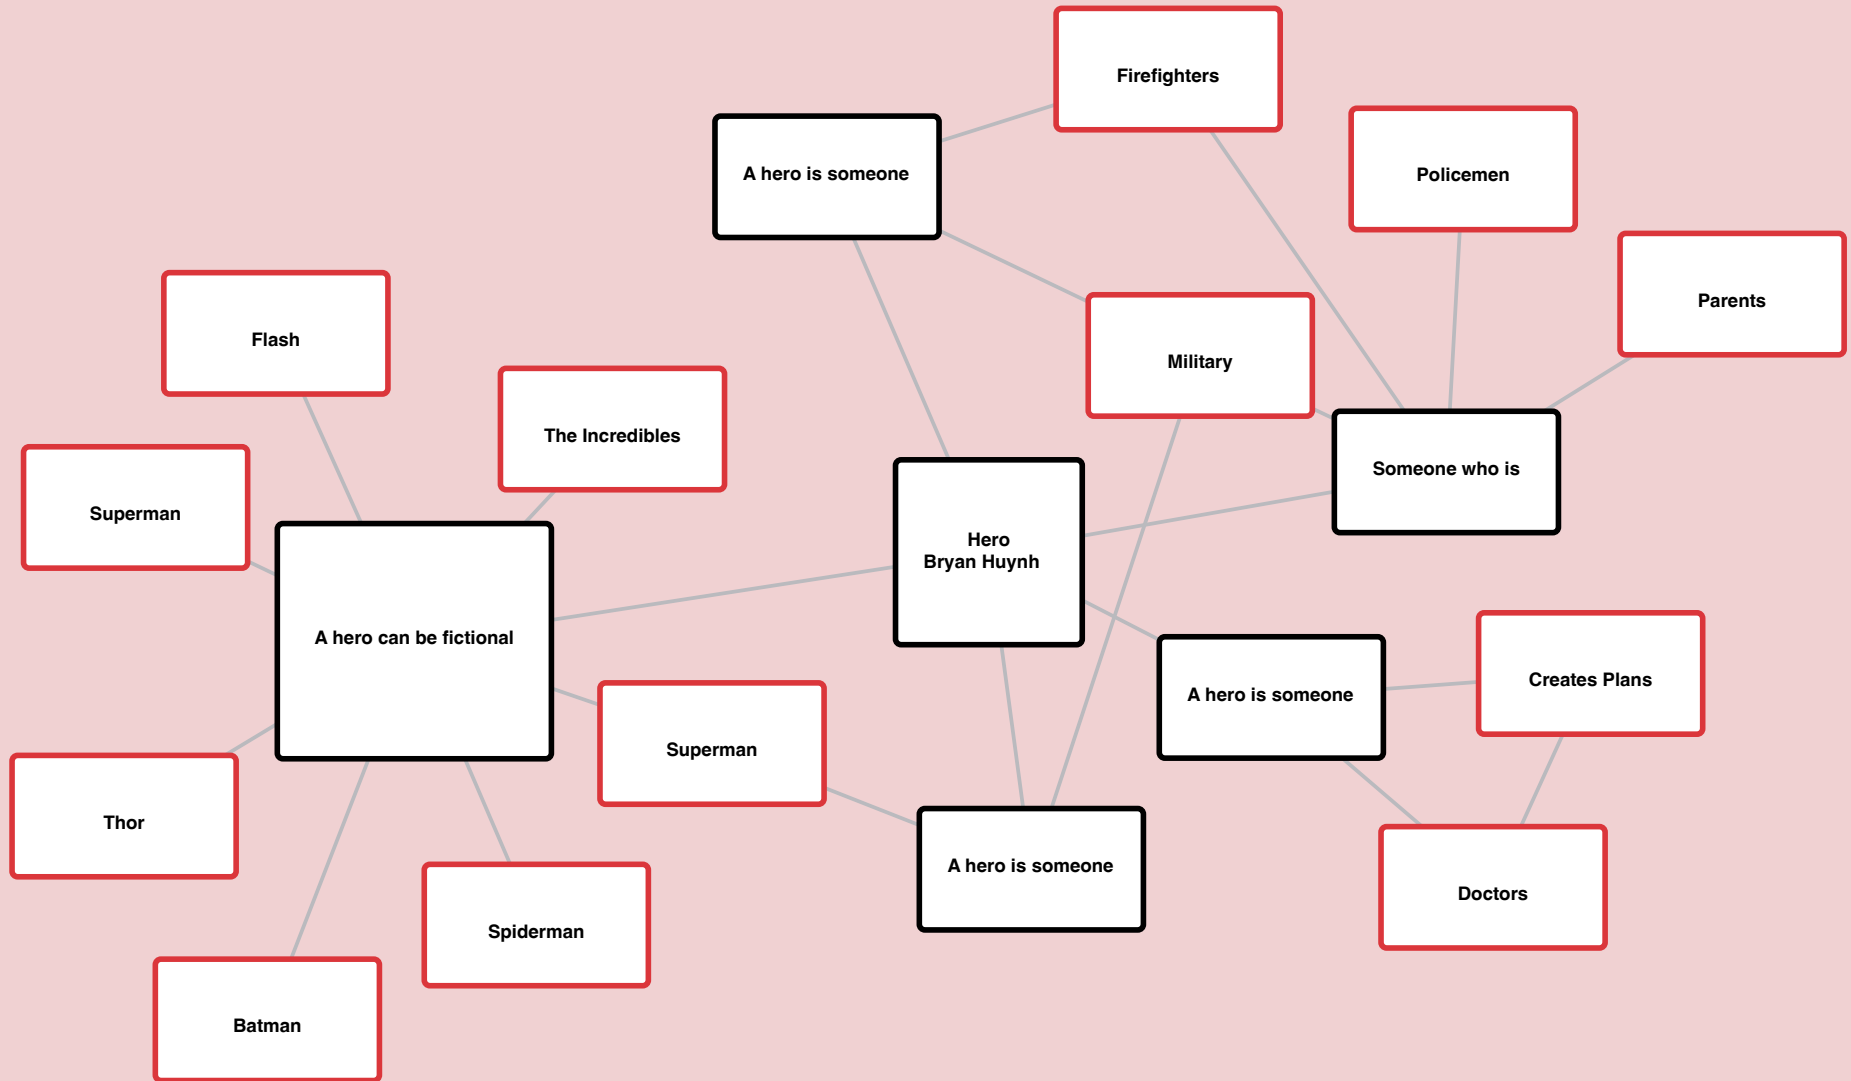 Firefighters
A hero is someone
Policemen
Parents
Flash
Military
The Incredibles
Someone who is
Superman
Hero
Bryan Huynh
A hero can be fictional
Creates Plans
A hero is someone
Superman
Thor
A hero is someone
Doctors
Spiderman
Batman